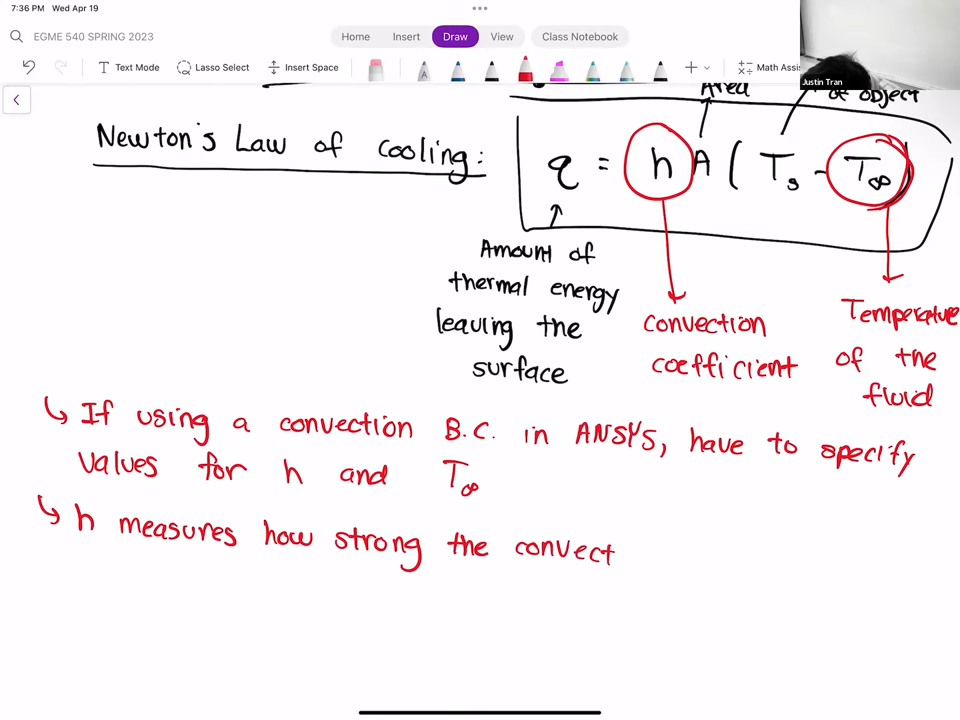 7:36 PM Wed Apr 19
EGME 540 SPRING 2023
Home Insert Draw View Class Notebook
Text Mode Lasso Select Insert Space Math Assis
Justin Tran
Area
of object
Newton's Law of cooling:
q = h A ( Ts - T∞ )
Amount of
thermal energy
leaving the
surface
convection
coefficient
Temperature
of the
fluid
↳ If using a convection B.C. in ANSYS, have to specify
values for h and T∞
↳ h measures how strong the convect